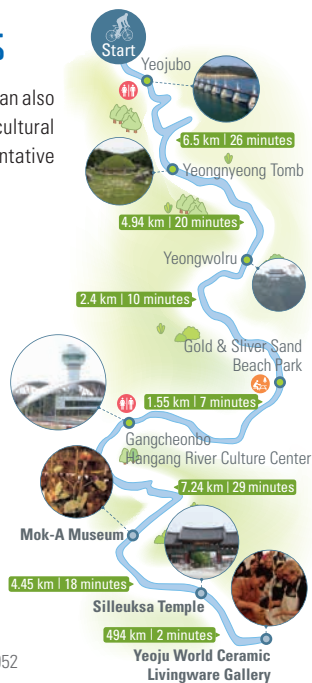 Start
Yeojubo
an also
cultural
ntative
6.5 km | 26 minutes
Yeongnyeong Tomb
4.94 km | 20 minutes
Yeongwolru
2.4 km | 10 minutes
Gold & Sliver Sand
Beach Park
1.55 km | 7 minutes
Gangcheonbo
Hangang River Culture Center
7.24 km | 29 minutes
Mok-A Museum
4.45 km | 18 minutes
Silleuksa Temple
494 km | 2 minutes
Yeoju World Ceramic
Livingware Gallery
952